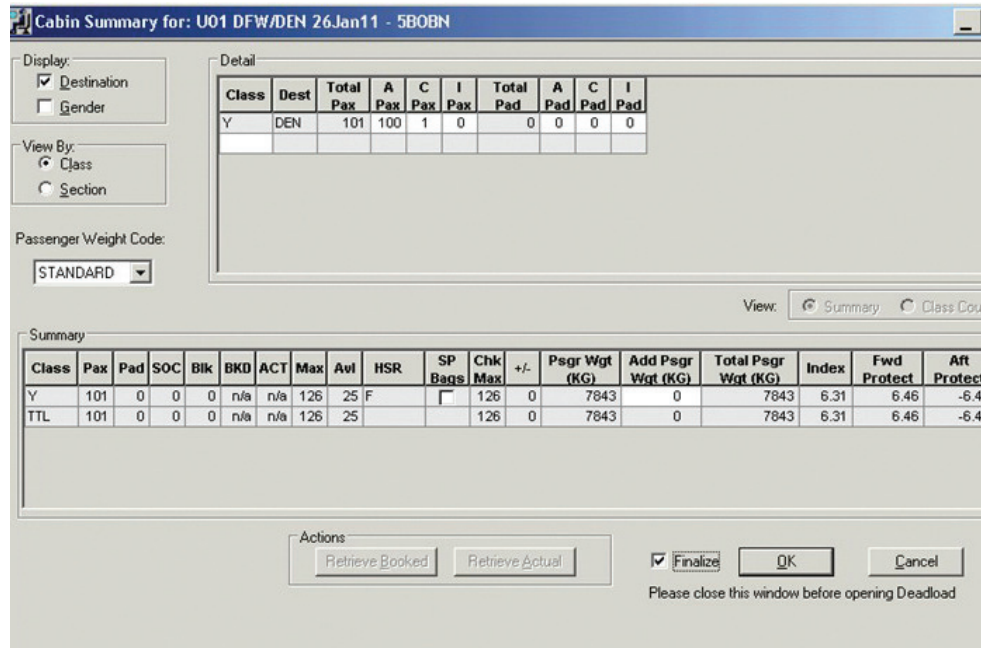 Cabin Summary for: U01 DFW/DEN 26Jan11 - 5BOBN
Display:
Destination
Gender
View By:
Class
Section
Passenger Weight Code:
STANDARD
Detail
Class Dest Total Pax A Pax C Pax I Pax Total Pad A Pad C Pad I Pad
Y DEN 101 100 1 0 0 0 0 0
View: Summary Class Cou
Summary
Class Pax Pad SOC Blk BKD ACT Max Avl HSR SP Bags Chk Max +/- Psgr Wgt (KG) Add Psgr Wgt (KG) Total Psgr Wgt (KG) Index Fwd Protect Aft Protec
Y 101 0 0 0 n/a n/a 126 25 F 126 0 7843 0 7843 6.31 6.46 -6.4
TTL 101 0 0 0 n/a n/a 126 25 126 0 7843 0 7843 6.31 6.46 -6.4
Actions
Retrieve Booked Retrieve Actual
Finalize OK Cancel
Please close this window before opening Deadload